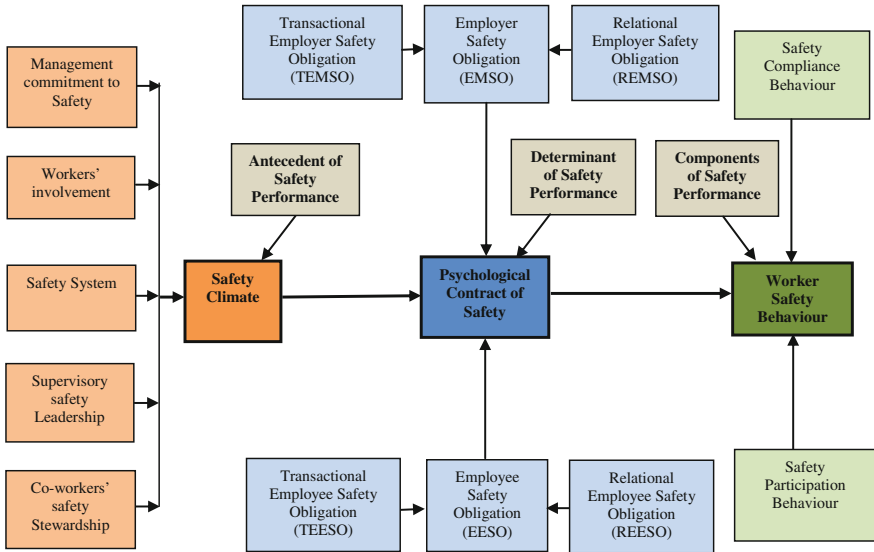 Management
commitment to
Safety
Workers'
involvement
Safety System
Supervisory
safety
Leadership
Co-workers'
safety
Stewardship
Antecedent of
Safety
Performance
Safety
Climate
Transactional
Employer Safety
Obligation
(TEMSO)
Employer
Safety
Obligation
(EMSO)
Relational
Employer Safety
Obligation
(REMSO)
Determinant
of Safety
Performance
Psychological
Contract of
Safety
Transactional
Employee Safety
Obligation
(TEESO)
Employee
Safety
Obligation
(EESO)
Relational
Employee Safety
Obligation
(REESO)
Safety
Compliance
Behaviour
Components
of Safety
Performance
Worker
Safety
Behaviour
Safety
Participation
Behaviour